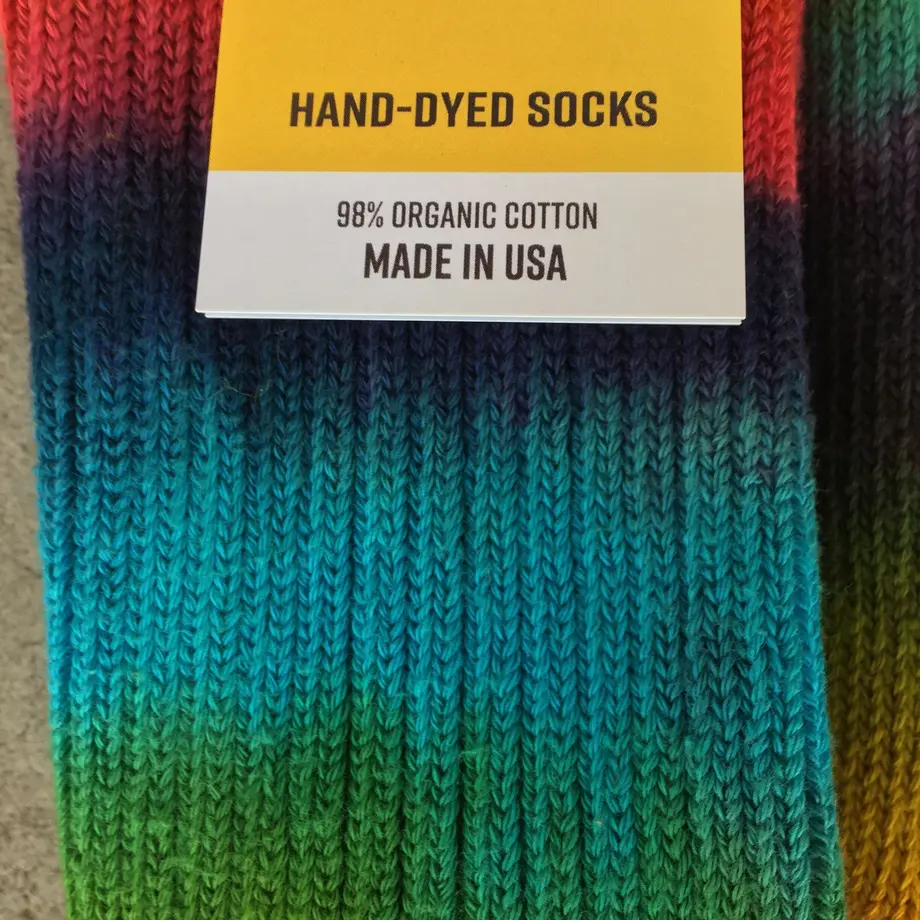 HAND-DYED SOCKS
98% ORGANIC COTTON
MADE IN USA